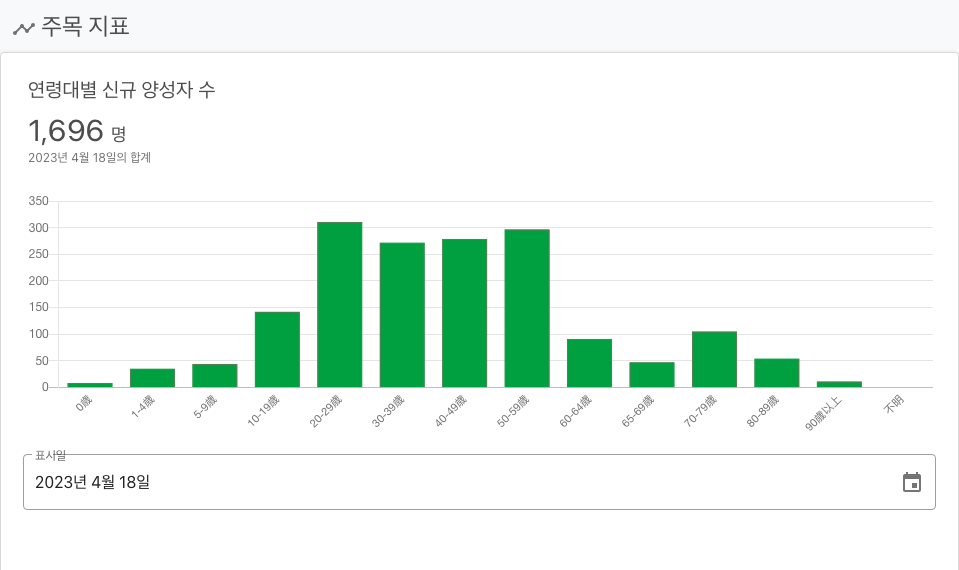 주목 지표
연령대별 신규 양성자 수
1,696 명
2023년 4월 18일의 합계
350
300
250
200
150
100
50
0
0歳
1-4歳
5-9歳
10-19歳
20-29歳
30-39歳
40-49歳
50-59歳
60-64歳
65-69歳
70-79歳
80-89歳
90歳以上
不明
표시일
2023년 4월 18일